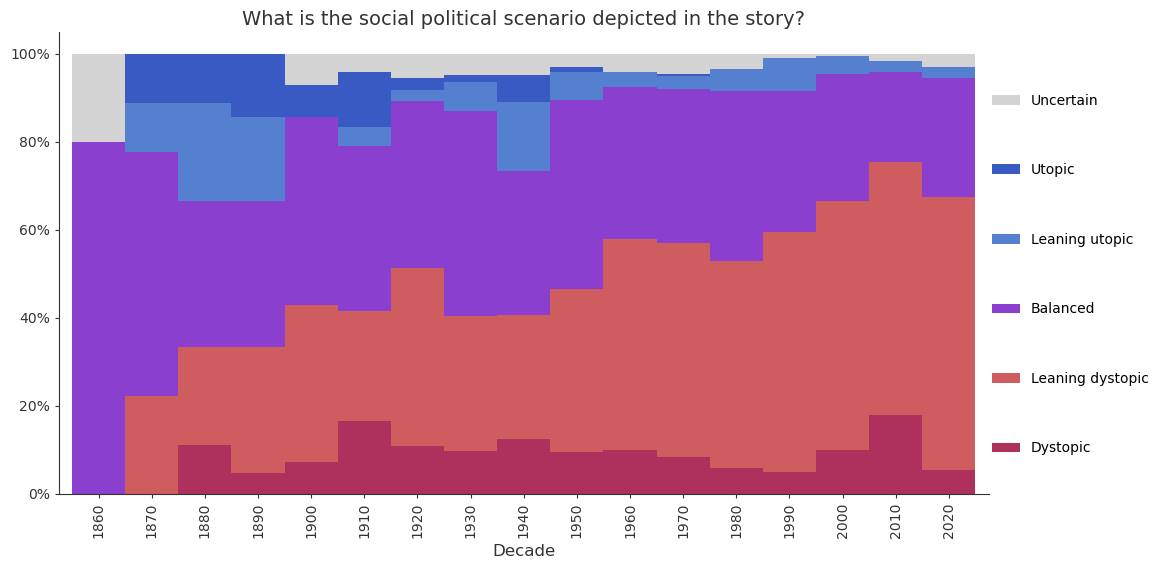 What is the social political scenario depicted in the story?
100%
80%
60%
40%
20%
0%
1860
1870
1880
1890
1900
1910
1920
1930
1940
1950
1960
1970
1980
1990
2000
2010
2020
Decade
Uncertain
Utopic
Leaning utopic
Balanced
Leaning dystopic
Dystopic